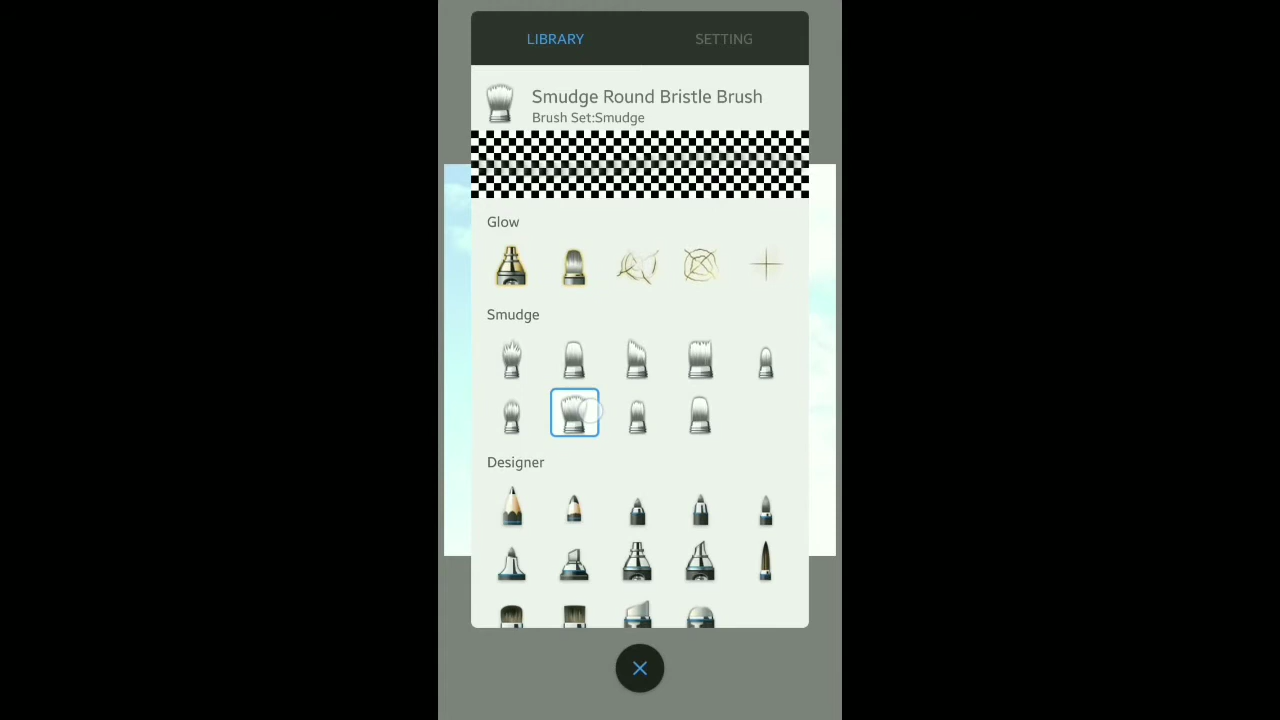 LIBRARY
SETTING
Smudge Round Bristle Brush
Brush Set:Smudge
Glow
Smudge
Designer